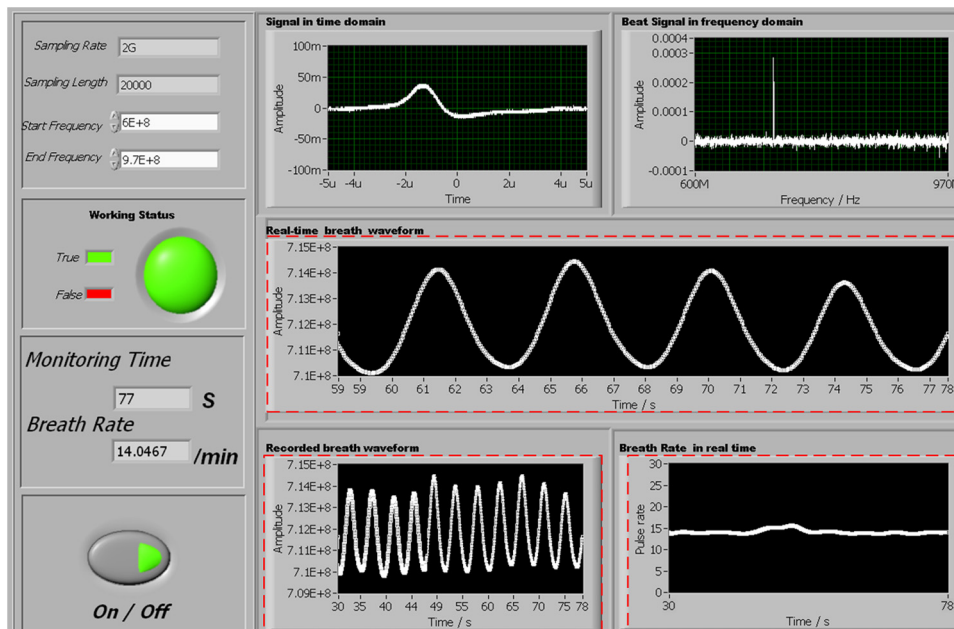 Sampling Rate 2G
Sampling Length 20000
Start Frequency 6E+8
End Frequency 9.7E+8
Working Status
True
False
Monitoring Time
77 S
Breath Rate
14.0467 /min
On / Off
Signal in time domain
Amplitude
100m
50m
0
-50m
-100m
-5u -4u -2u 0 2u 4u 5u
Time
Beat Signal in frequency domain
Amplitude
0.0004
0.0003
0.0002
0.0001
0
-0.0001
600M 970M
Frequency / Hz
Real-time breath waveform
Amplitude
7.15E+8
7.14E+8
7.13E+8
7.12E+8
7.11E+8
7.1E+8
59 59 60 61 62 63 64 65 66 67 68 69 70 71 72 73 74 75 76 77 78
Time / s
Recorded breath waveform
Amplitude
7.15E+8
7.14E+8
7.13E+8
7.12E+8
7.11E+8
7.1E+8
7.09E+8
30 35 40 44 49 55 60 65 70 75 78
Time / s
Breath Rate in real time
Pulse rate
30
25
20
15
10
5
0
30 78
Time / s